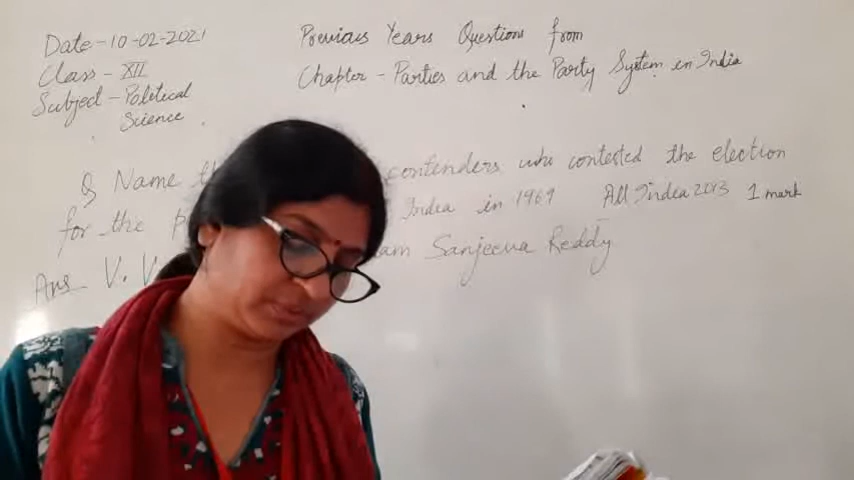 Date-10-02-2021
Class - XII
Subject - Political
Science
Previous Years Questions from
Chapter - Parties and the Party System in India
Q Name contenders who contested the election
for the India in 1969 All India 2013 1 mark
Ans V. Sanjeeva Reddy